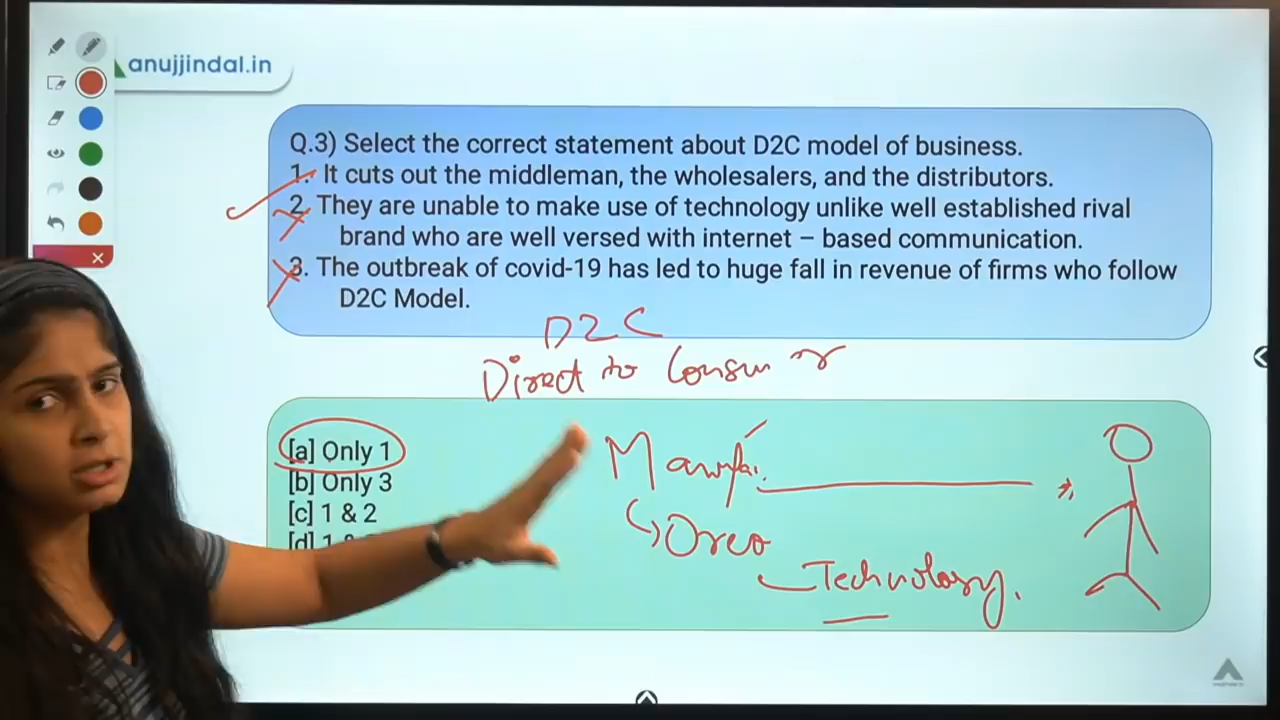 anujjindal.in
Q.3) Select the correct statement about D2C model of business.
1. It cuts out the middleman, the wholesalers, and the distributors.
2. They are unable to make use of technology unlike well established rival
brand who are well versed with internet – based communication.
3. The outbreak of covid-19 has led to huge fall in revenue of firms who follow
D2C Model.
D2C
Direct to Consumer
[a] Only 1
[b] Only 3
[c] 1 & 2
[d] 1 &
Oreo
Technology.